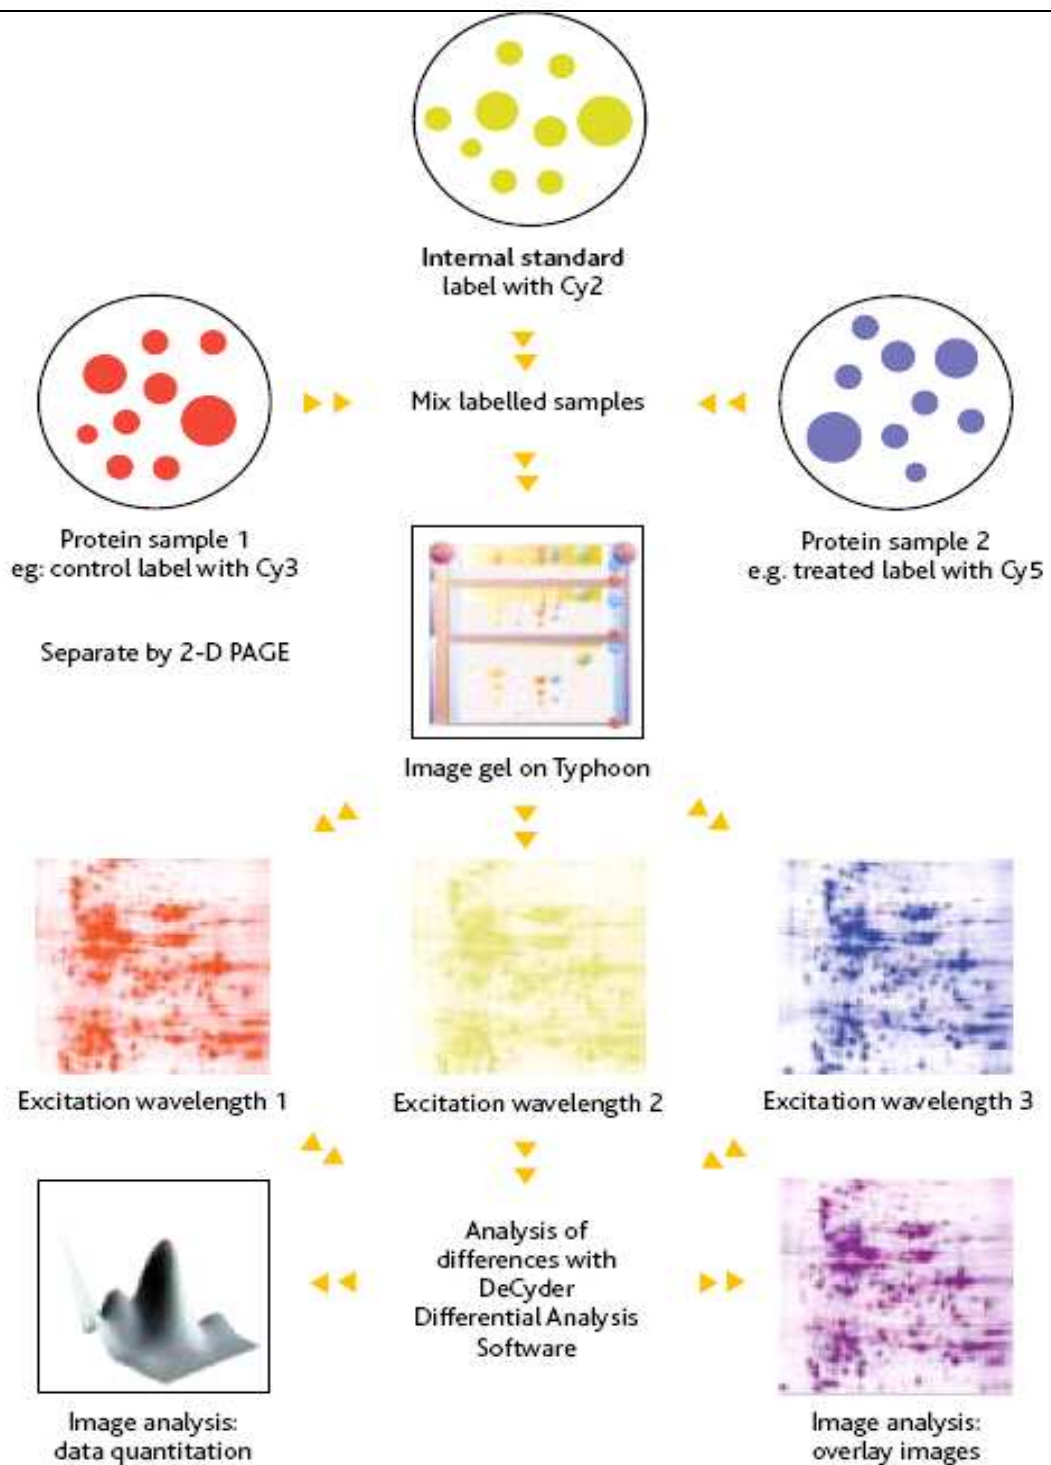 Internal standard
label with Cy2
Mix labelled samples
Protein sample 1
eg: control label with Cy3
Protein sample 2
e.g. treated label with Cy5
Separate by 2-D PAGE
Image gel on Typhoon
Excitation wavelength 1
Excitation wavelength 2
Excitation wavelength 3
Analysis of
differences with
DeCyder
Differential Analysis
Software
Image analysis:
data quantitation
Image analysis:
overlay images